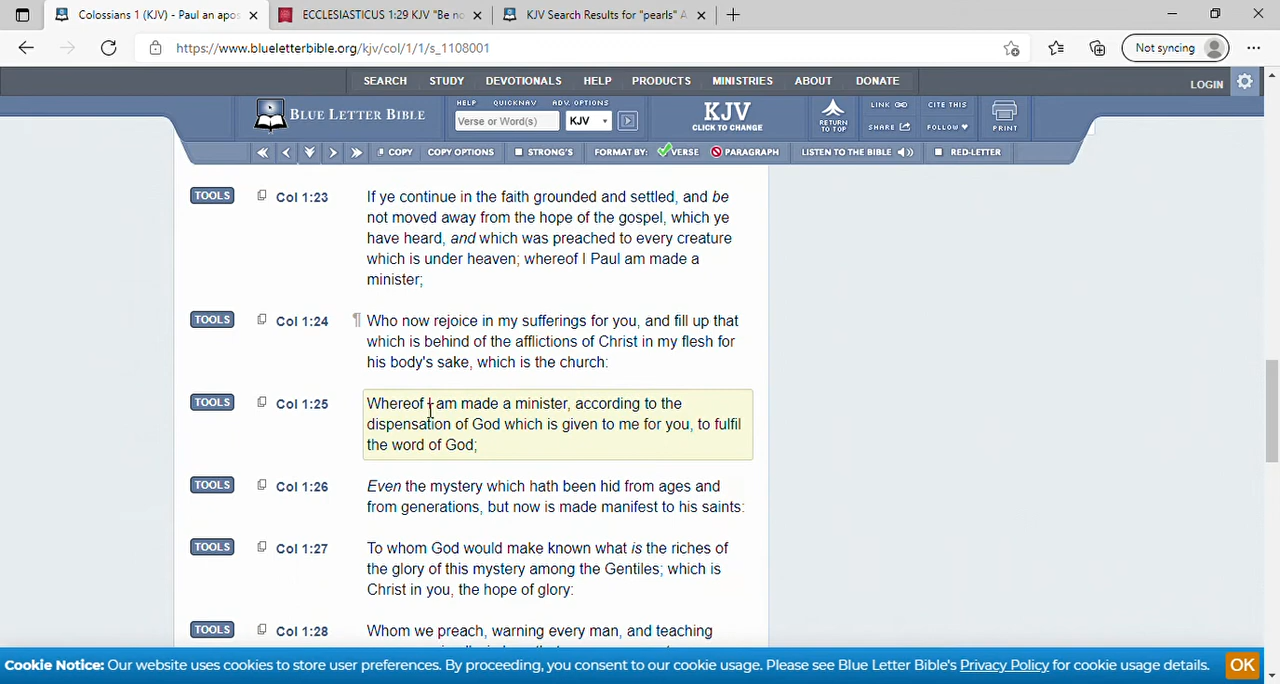 Colossians 1 (KJV) - Paul an apos
ECCLESIASTICUS 1:29 KJV "Be no
KJV Search Results for "pearls" A
https://www.blueletterbible.org/kjv/col/1/1/s_1108001
Not syncing
SEARCH STUDY DEVOTIONALS HELP PRODUCTS MINISTRIES ABOUT DONATE
LOGIN
BLUE LETTER BIBLE
HELP QUICKNAV ADV. OPTIONS
Verse or Word(s) KJV
KJV
CLICK TO CHANGE
RETURN
TO TOP
LINK CITE THIS
SHARE FOLLOW
PRINT
COPY COPY OPTIONS STRONG'S FORMAT BY: VERSE PARAGRAPH LISTEN TO THE BIBLE RED-LETTER
TOOLS Col 1:23 If ye continue in the faith grounded and settled, and be
not moved away from the hope of the gospel, which ye
have heard, and which was preached to every creature
which is under heaven; whereof I Paul am made a
minister;
TOOLS Col 1:24 ¶ Who now rejoice in my sufferings for you, and fill up that
which is behind of the afflictions of Christ in my flesh for
his body's sake, which is the church:
TOOLS Col 1:25 Whereof I am made a minister, according to the
dispensation of God which is given to me for you, to fulfil
the word of God;
TOOLS Col 1:26 Even the mystery which hath been hid from ages and
from generations, but now is made manifest to his saints:
TOOLS Col 1:27 To whom God would make known what is the riches of
the glory of this mystery among the Gentiles; which is
Christ in you, the hope of glory:
TOOLS Col 1:28 Whom we preach, warning every man, and teaching
Cookie Notice: Our website uses cookies to store user preferences. By proceeding, you consent to our cookie usage. Please see Blue Letter Bible's Privacy Policy for cookie usage details. OK